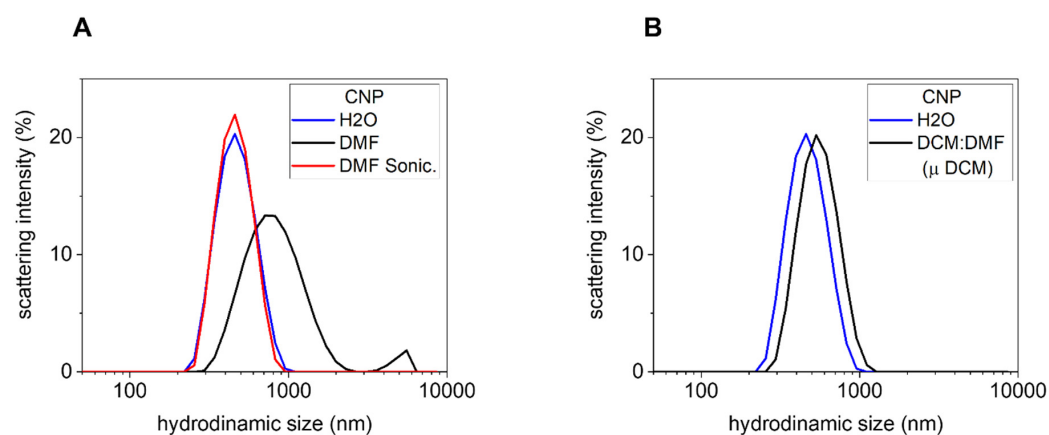 A
scattering intensity (%)
20
10
0
CNP
H2O
DMF
DMF Sonic.
100
1000
10000
hydrodinamic size (nm)
B
scattering intensity (%)
20
10
0
CNP
H2O
DCM:DMF
(μ DCM)
100
1000
10000
hydrodinamic size (nm)